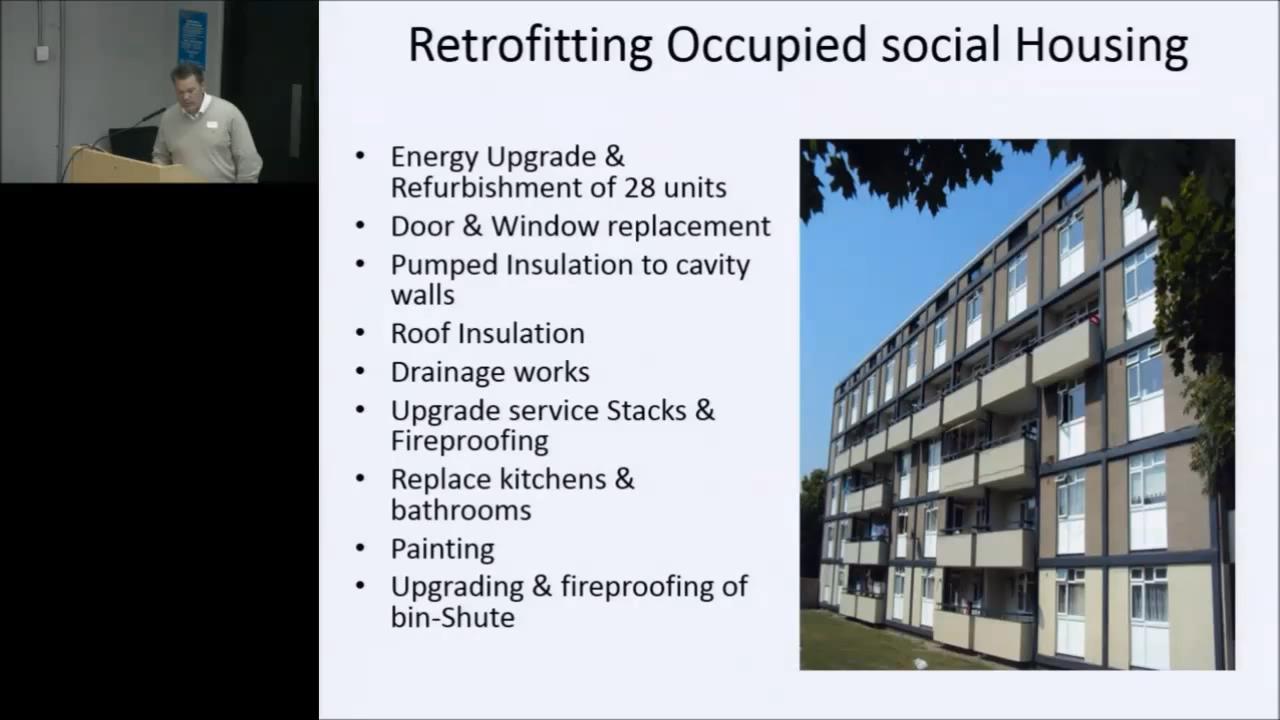 Retrofitting Occupied social Housing
• Energy Upgrade &
Refurbishment of 28 units
• Door & Window replacement
• Pumped Insulation to cavity
walls
• Roof Insulation
• Drainage works
• Upgrade service Stacks &
Fireproofing
• Replace kitchens &
bathrooms
• Painting
• Upgrading & fireproofing of
bin-Shute